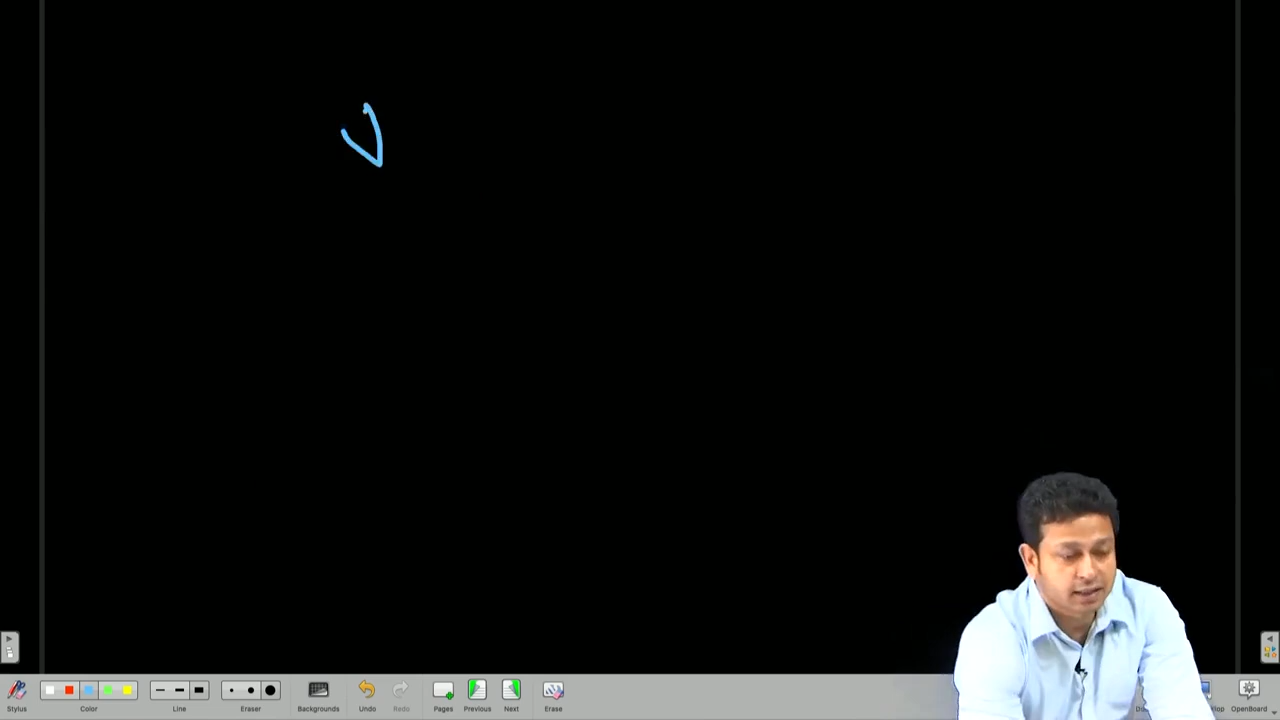 Stylus
Color
Line
Eraser
Backgrounds
Undo
Redo
Pages
Previous
Next
Erase
OpenBoard